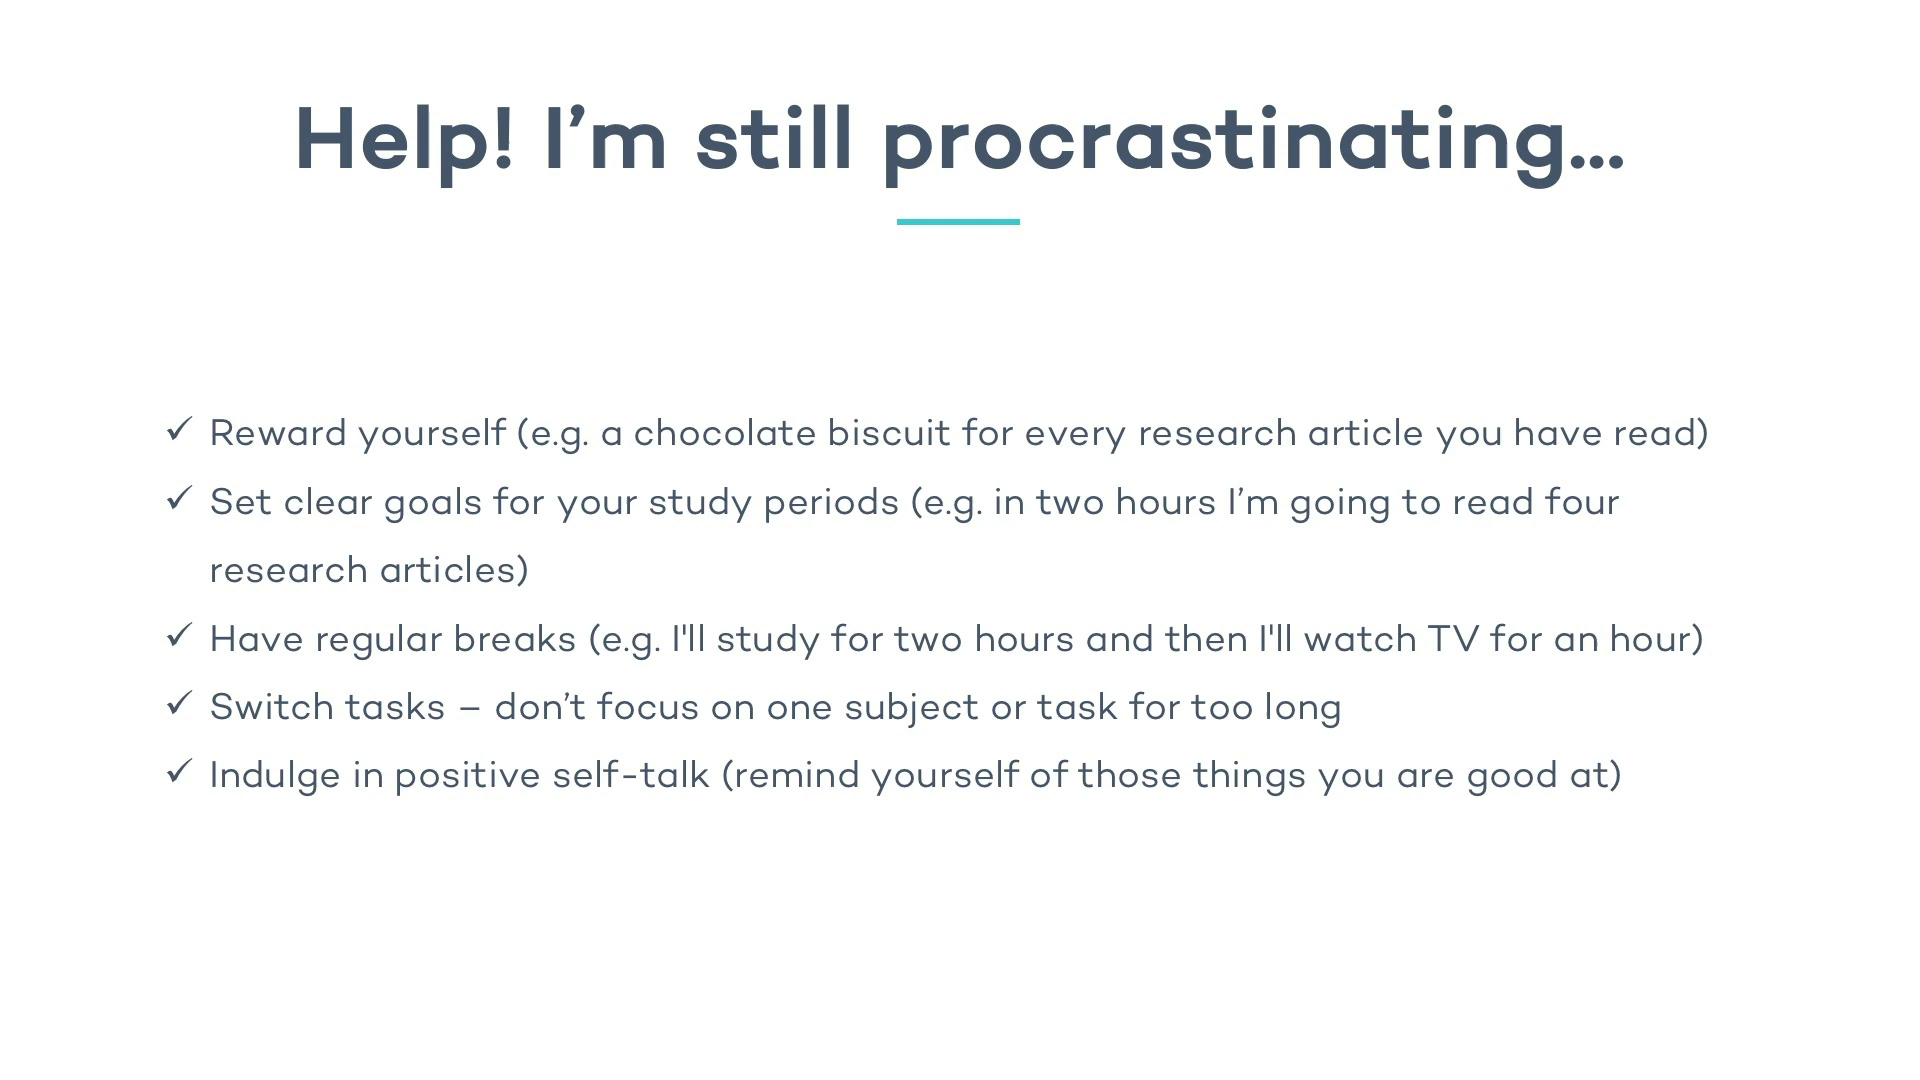 Help! I’m still procrastinating...
✓ Reward yourself (e.g. a chocolate biscuit for every research article you have read)
✓ Set clear goals for your study periods (e.g. in two hours I’m going to read four
research articles)
✓ Have regular breaks (e.g. I'll study for two hours and then I'll watch TV for an hour)
✓ Switch tasks – don’t focus on one subject or task for too long
✓ Indulge in positive self-talk (remind yourself of those things you are good at)